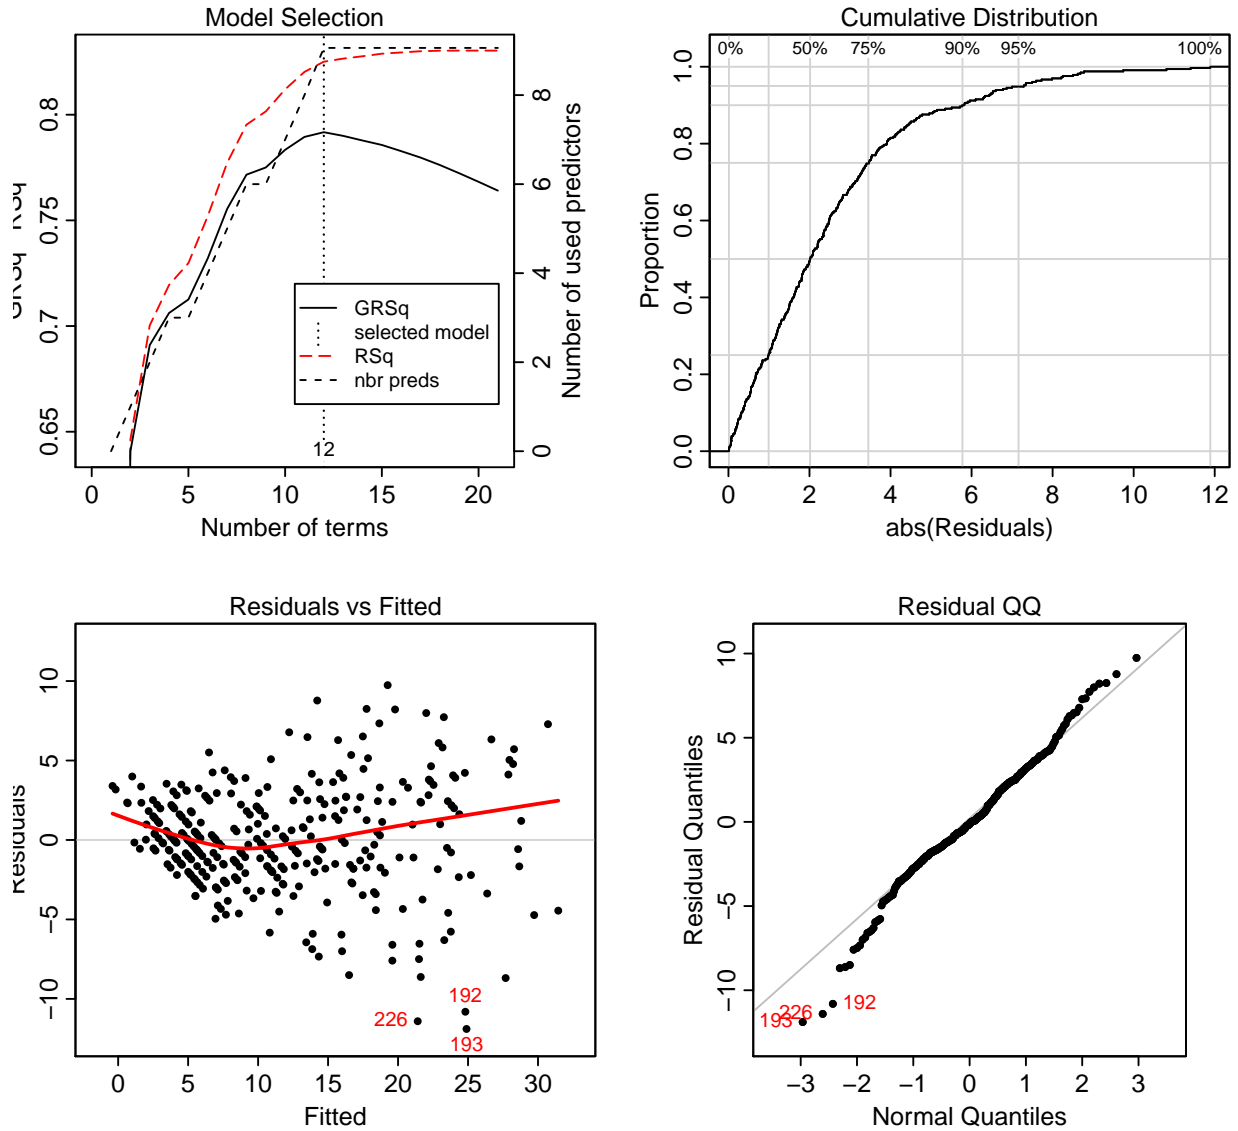 Model Selection
GRSq RSq
0.65 0.7 0.75 0.8
Number of used predictors
0 2 4 6 8
GRSq
selected model
RSq
nbr preds
12
0 5 10 15 20
Number of terms
Cumulative Distribution
0% 50% 75% 90% 95% 100%
Proportion
0.0 0.2 0.4 0.6 0.8 1.0
0 2 4 6 8 10 12
abs(Residuals)
Residuals vs Fitted
Residuals
−10 −5 0 5 10
192
226
193
0 5 10 15 20 25 30
Fitted
Residual QQ
Residual Quantiles
−10 −5 0 5 10
192
226
193
−3 −2 −1 0 1 2 3
Normal Quantiles